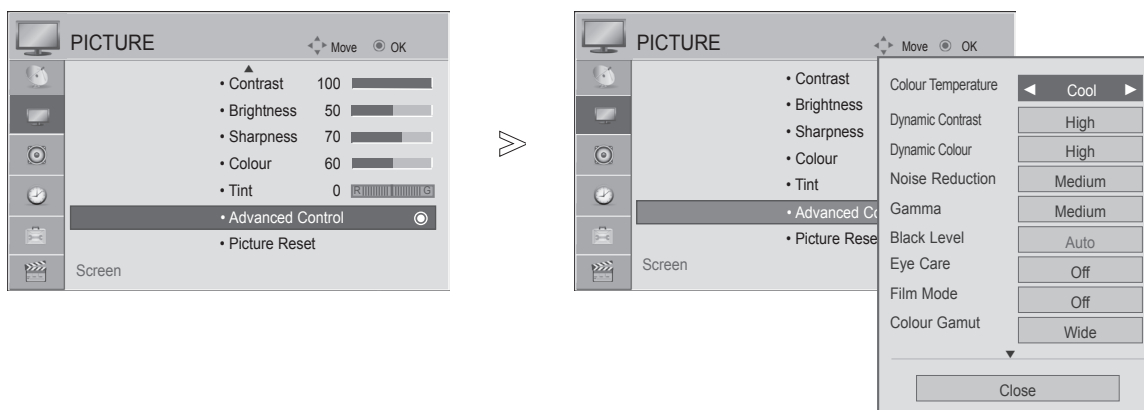 PICTURE
Move OK
• Contrast 100
• Brightness 50
• Sharpness 70
• Colour 60
• Tint 0 R G
• Advanced Control
• Picture Reset
Screen
PICTURE
Move OK
• Contrast
• Brightness
• Sharpness
• Colour
• Tint
• Advanced Co
• Picture Rese
Screen
Colour Temperature Cool
Dynamic Contrast High
Dynamic Colour High
Noise Reduction Medium
Gamma Medium
Black Level Auto
Eye Care Off
Film Mode Off
Colour Gamut Wide
Close